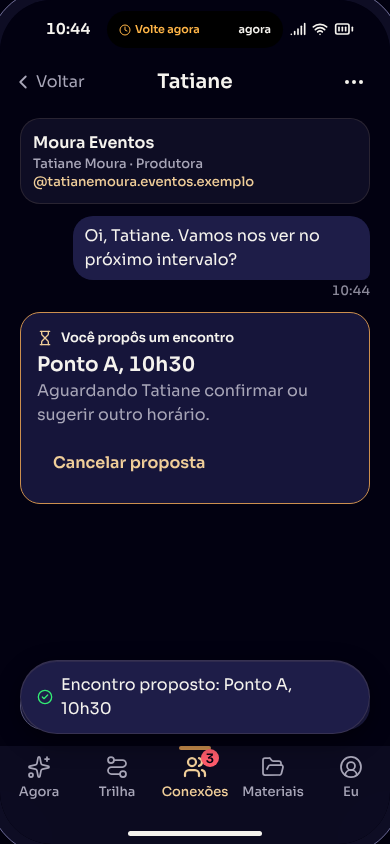 10:44
Volte agora
agora
Voltar
Tatiane
Moura Eventos
Tatiane Moura · Produtora
@tatianemoura.eventos.exemplo
Oi, Tatiane. Vamos nos ver no
próximo intervalo?
10:44
Você propôs um encontro
Ponto A, 10h30
Aguardando Tatiane confirmar ou
sugerir outro horário.
Cancelar proposta
Encontro proposto: Ponto A,
10h30
3
Agora
Trilha
Conexões
Materiais
Eu